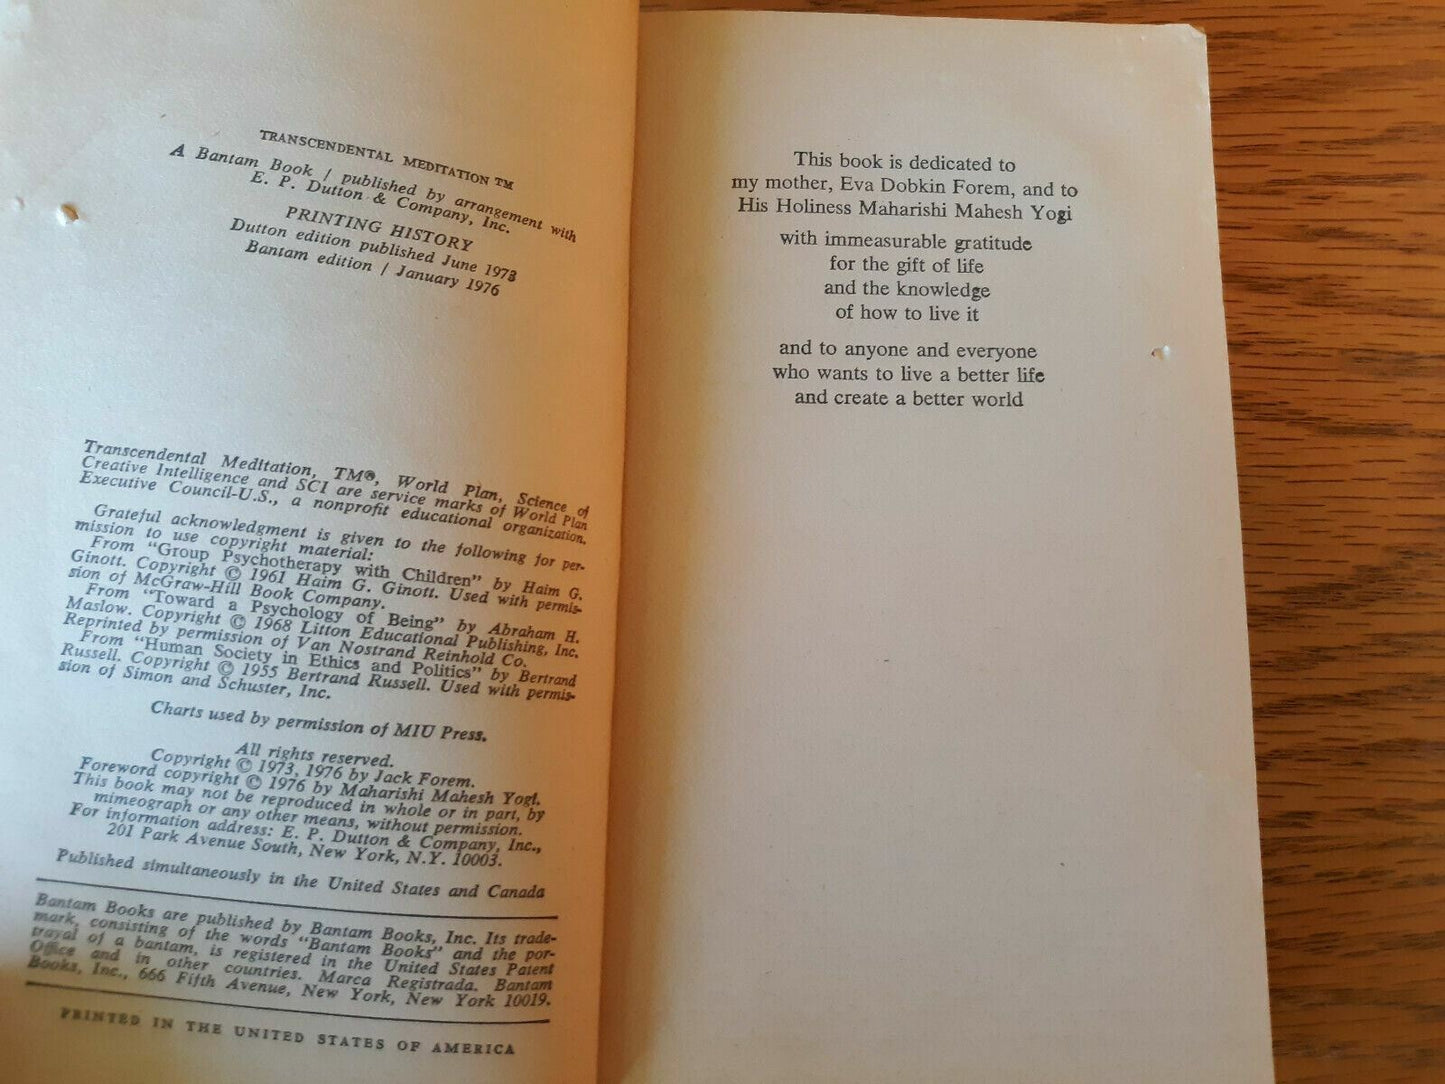 TRANSCENDENTAL MEDITATION TM
A Bantam Book / published by arrangement with
E. P. Dutton & Company, Inc.
PRINTING HISTORY
Dutton edition published June 1973
Bantam edition / January 1976
Transcendental Meditation, TM®, World Plan, Science of
Creative Intelligence and SCI are service marks of World Plan
Executive Council-U.S., a nonprofit educational organization.
Grateful acknowledgment is given to the following for per-
mission to use copyright material:
From "Group Psychotherapy with Children" by Haim G.
Ginott. Copyright © 1961 Haim G. Ginott. Used with permis-
sion of McGraw-Hill Book Company.
From "Toward a Psychology of Being" by Abraham H.
Maslow. Copyright © 1968 Litton Educational Publishing, Inc.
Reprinted by permission of Van Nostrand Reinhold Co.
From "Human Society in Ethics and Politics" by Bertrand
Russell. Copyright © 1955 Bertrand Russell. Used with permis-
sion of Simon and Schuster, Inc.
Charts used by permission of MIU Press.
All rights reserved.
Copyright © 1973, 1976 by Jack Forem.
Foreword copyright © 1976 by Maharishi Mahesh Yogi.
This book may not be reproduced in whole or in part, by
mimeograph or any other means, without permission.
For information address: E. P. Dutton & Company, Inc.,
201 Park Avenue South, New York, N.Y. 10003.
Published simultaneously in the United States and Canada
Bantam Books are published by Bantam Books, Inc. Its trade-
mark, consisting of the words "Bantam Books" and the por-
trayal of a bantam, is registered in the United States Patent
Office and in other countries. Marca Registrada. Bantam
Books, Inc., 666 Fifth Avenue, New York, New York 10019.
PRINTED IN THE UNITED STATES OF AMERICA
This book is dedicated to
my mother, Eva Dobkin Forem, and to
His Holiness Maharishi Mahesh Yogi
with immeasurable gratitude
for the gift of life
and the knowledge
of how to live it
and to anyone and everyone
who wants to live a better life
and create a better world